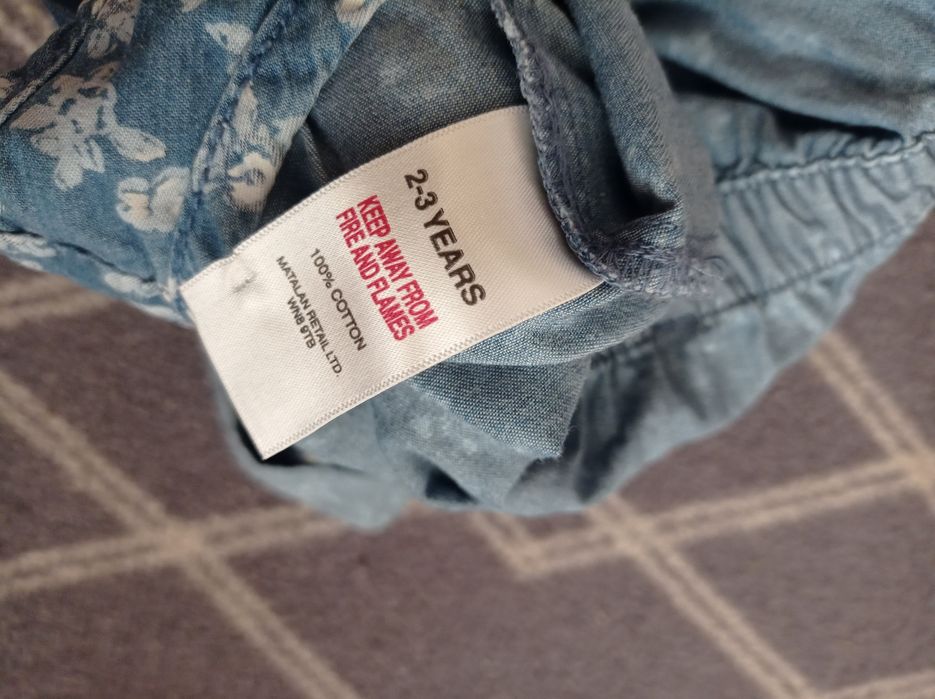 2-3 YEARS
KEEP AWAY FROM
FIRE AND FLAMES
100% COTTON
MATALAN RETAIL LTD.
WN8 9TB